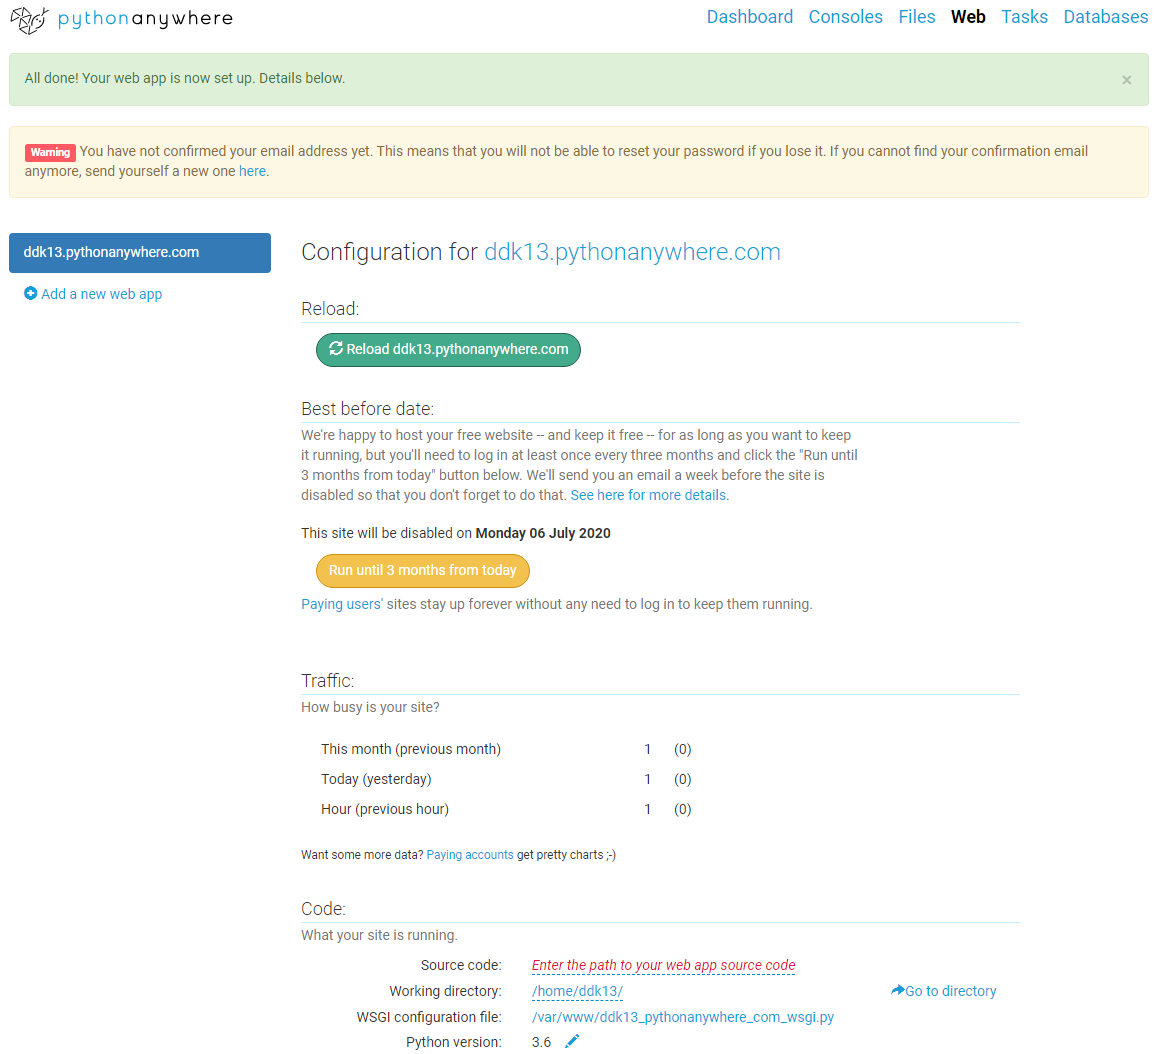 pythonanywhere
Dashboard Consoles Files Web Tasks Databases
All done! Your web app is now set up. Details below.
×
Warning You have not confirmed your email address yet. This means that you will not be able to reset your password if you lose it. If you cannot find your confirmation email
anymore, send yourself a new one here.
ddk13.pythonanywhere.com
Add a new web app
Configuration for ddk13.pythonanywhere.com
Reload:
Reload ddk13.pythonanywhere.com
Best before date:
We're happy to host your free website -- and keep it free -- for as long as you want to keep
it running, but you'll need to log in at least once every three months and click the "Run until
3 months from today" button below. We'll send you an email a week before the site is
disabled so that you don't forget to do that. See here for more details.
This site will be disabled on Monday 06 July 2020
Run until 3 months from today
Paying users' sites stay up forever without any need to log in to keep them running.
Traffic:
How busy is your site?
This month (previous month) 1 (0)
Today (yesterday) 1 (0)
Hour (previous hour) 1 (0)
Want some more data? Paying accounts get pretty charts ;-)
Code:
What your site is running.
Source code: Enter the path to your web app source code
Working directory: /home/ddk13/ Go to directory
WSGI configuration file: /var/www/ddk13_pythonanywhere_com_wsgi.py
Python version: 3.6